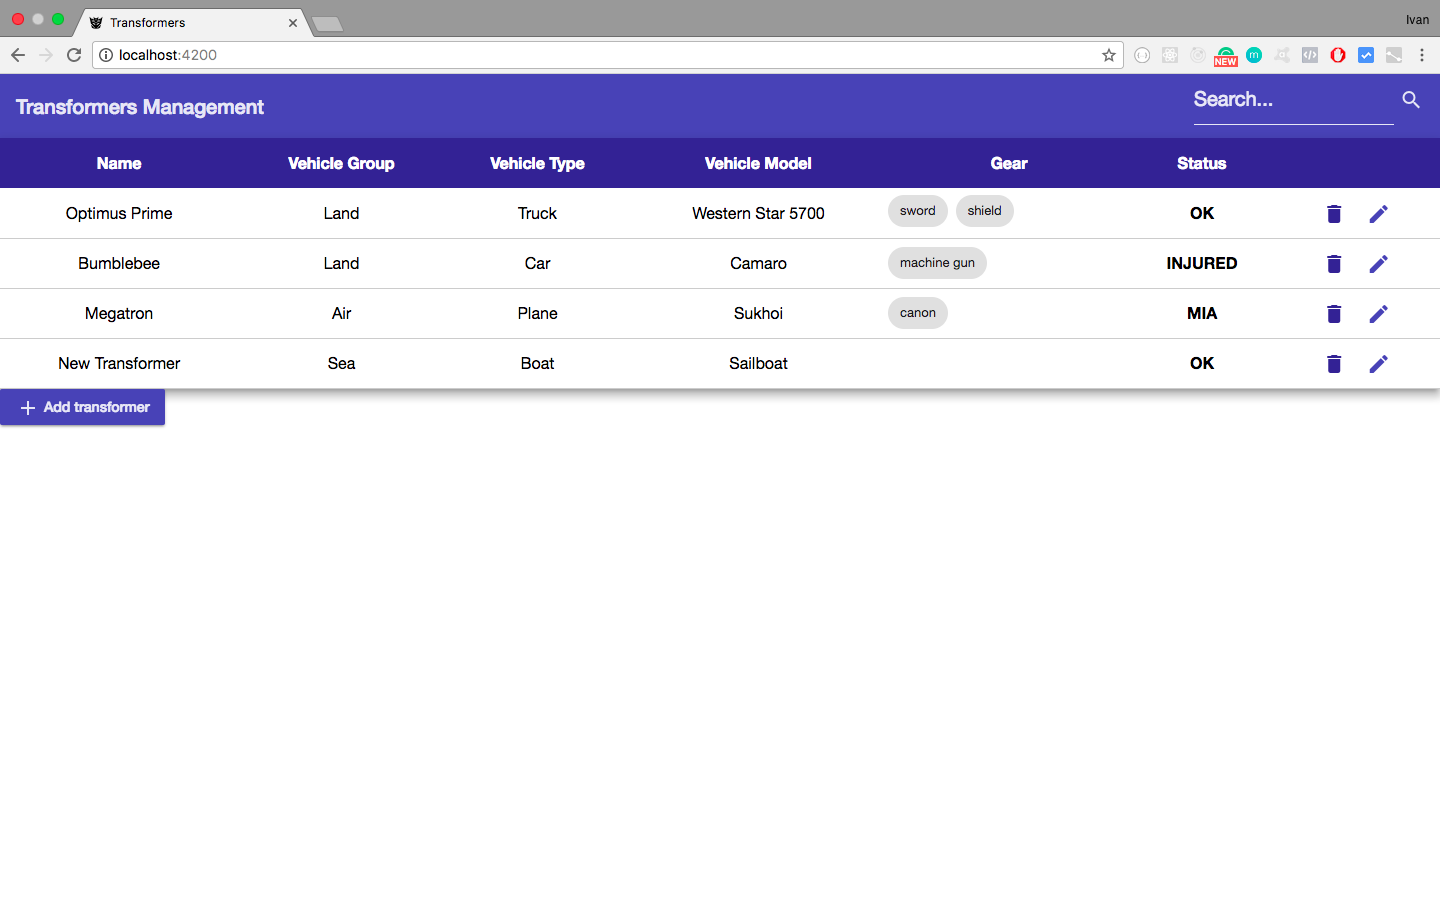 Transformers
Ivan
localhost:4200
NEW
m
Transformers Management
Search...
Name Vehicle Group Vehicle Type Vehicle Model Gear Status
Optimus Prime Land Truck Western Star 5700 sword shield OK
Bumblebee Land Car Camaro machine gun INJURED
Megatron Air Plane Sukhoi canon MIA
New Transformer Sea Boat Sailboat OK
Add transformer